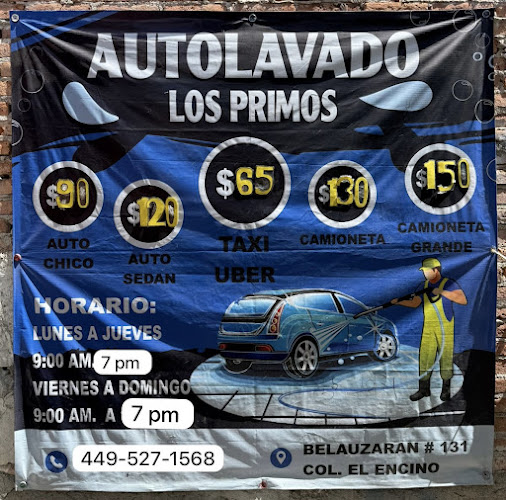 AUTOLAVADO
LOS PRIMOS
$90
AUTO
CHICO
$120
AUTO
SEDAN
$65
TAXI
UBER
$130
CAMIONETA
$150
CAMIONETA
GRANDE
HORARIO:
LUNES A JUEVES
9:00 AM. 7 pm
VIERNES A DOMINGO
9:00 AM. A 7 pm
449-527-1568
BELAUZARAN # 131
COL. EL ENCINO